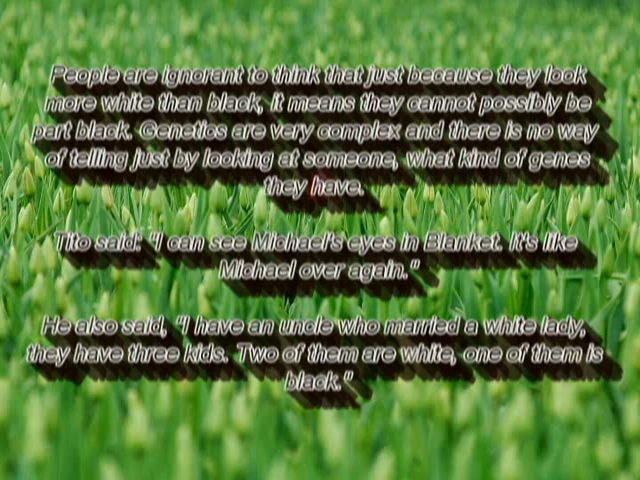 People are ignorant to think that just because they look
more white than black, it means they cannot possibly be
part black. Genetics are very complex and there is no way
of telling just by looking at someone, what kind of genes
they have.
Tito said: "I can see Michael's eyes in Blanket. It's like
Michael over again."
He also said, "I have an uncle who married a white lady,
they have three kids. Two of them are white, one of them is
black."